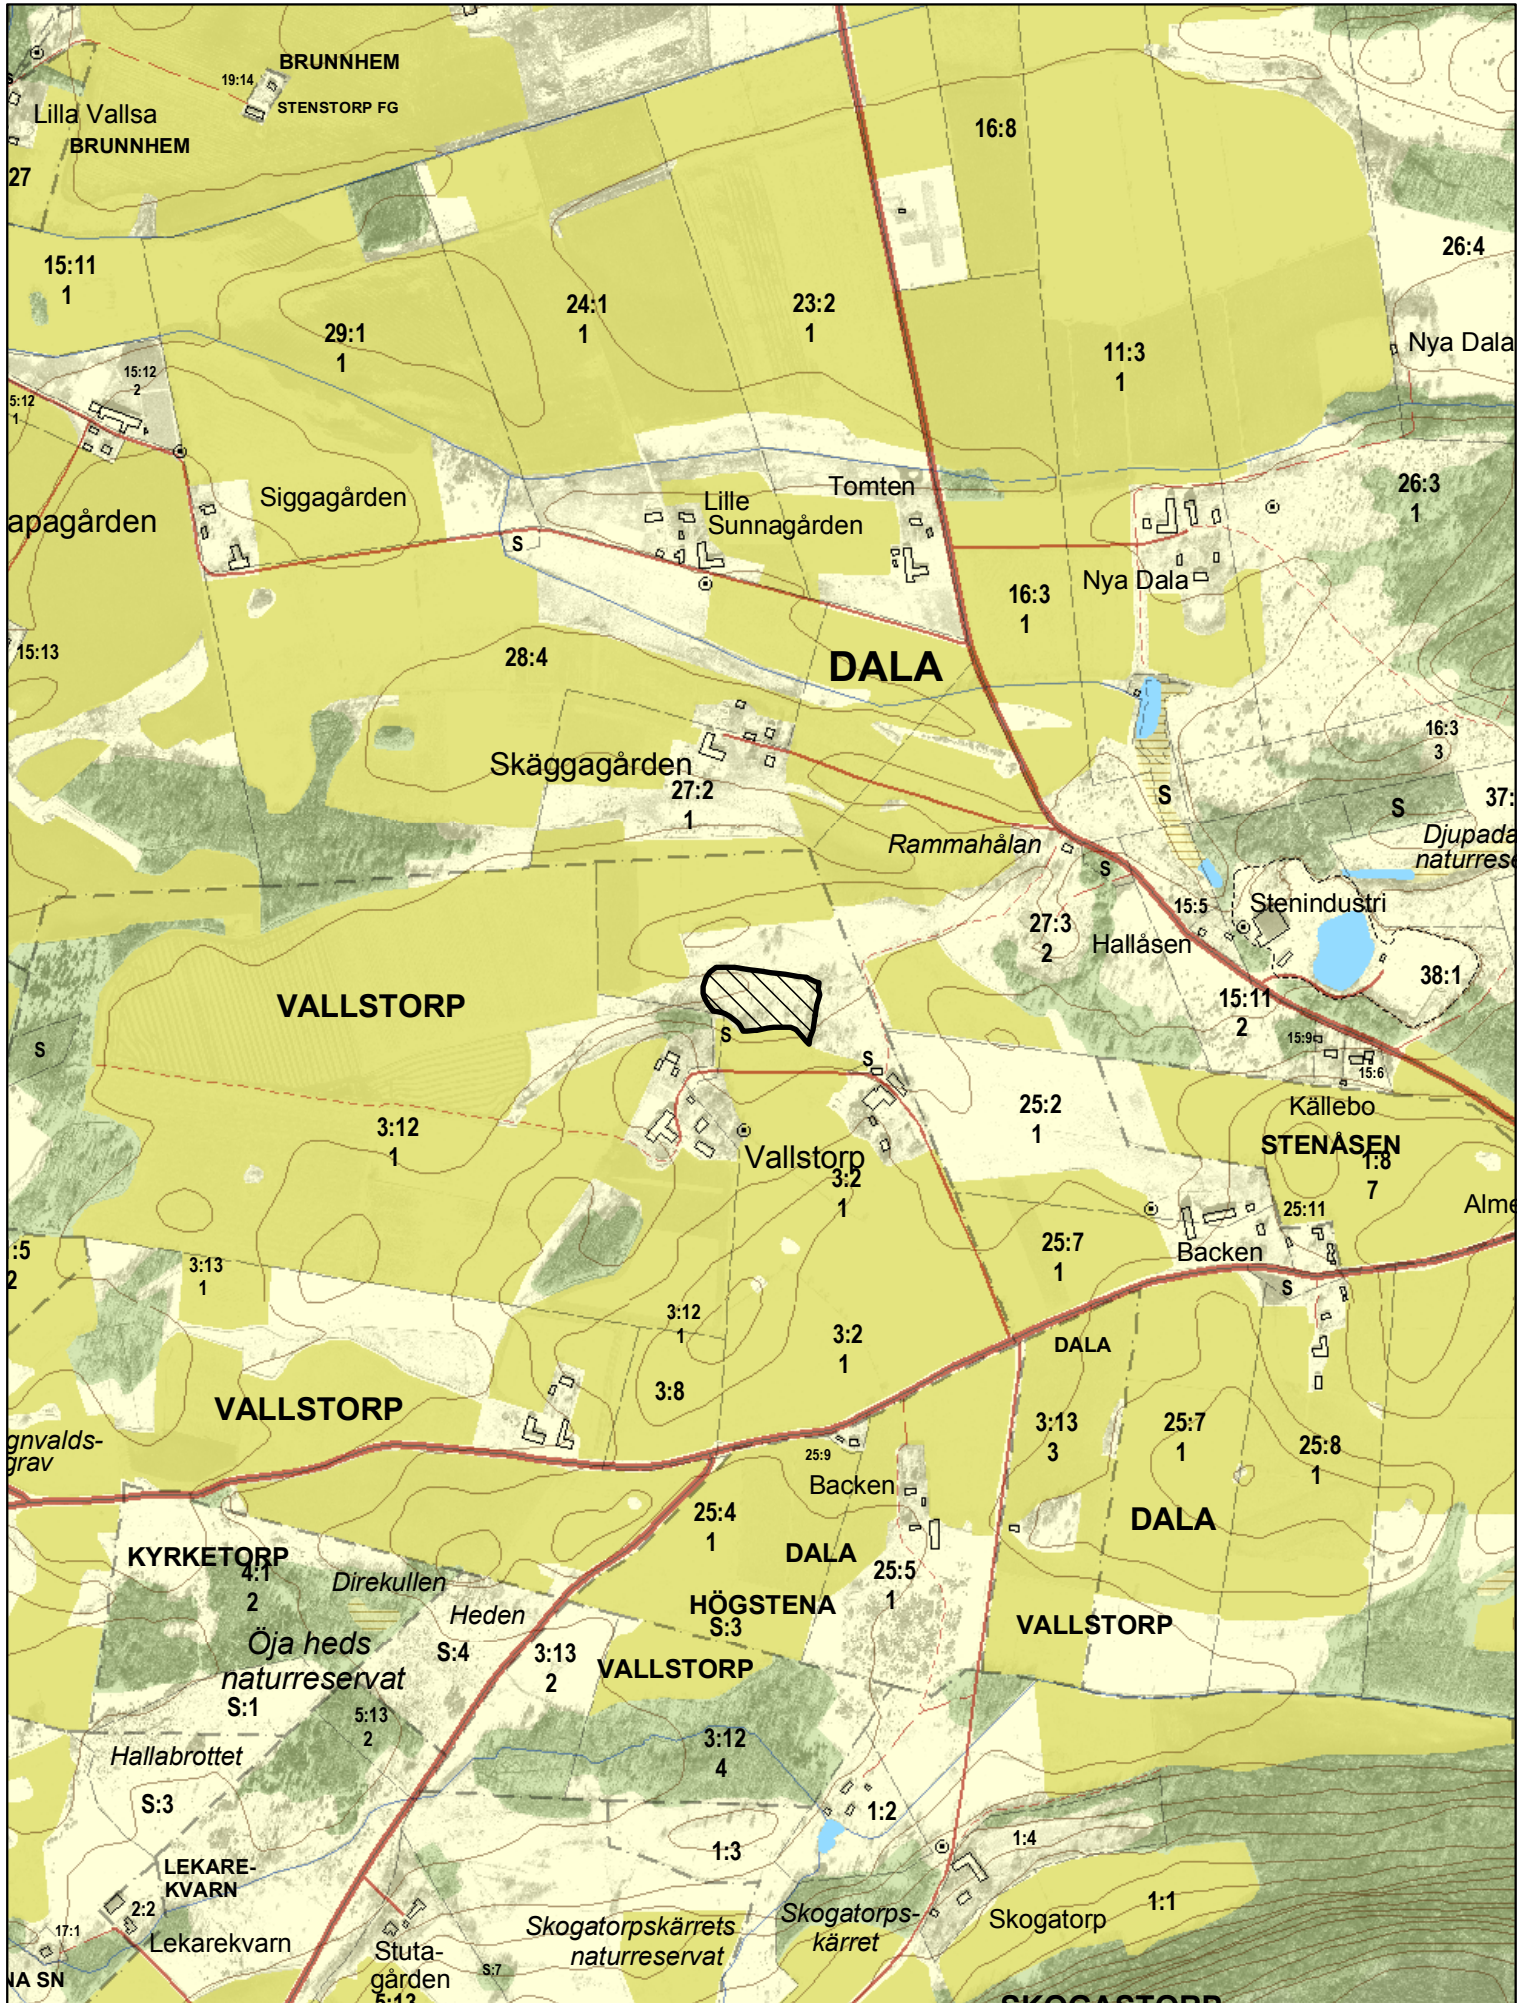 BRUNNHEM
19:14
STENSTORP FG
Lilla Vallsa
BRUNNHEM
27
16:8
15:11
1
26:4
24:1
1
23:2
1
29:1
1
11:3
1
Nya Dala
15:12
2
5:12
1
Siggagården
Lille
Sunnagården
Tomten
26:3
1
apagården
S
Nya Dala
16:3
1
15:13
28:4
DALA
16:3
3
Skäggagården
27:2
1
S
S
37:
Rammahålan
Djupada
naturres
S
15:5
Stenindustri
27:3
2
Hallåsen
38:1
VALLSTORP
15:11
2
S
S
S
15:9
15:6
25:2
1
Källebo
3:12
1
STENÅSEN
1:8
7
Vallstorp
3:2
1
25:11
Alme
:5
2
3:13
1
25:7
1
Backen
S
3:12
1
3:2
1
DALA
3:8
VALLSTORP
3:13
3
25:7
1
25:8
1
gnvalds-
grav
25:9
Backen
25:4
1
DALA
KYRKETORP
4:1
2
Direkullen
DALA
25:5
1
Heden
HÖGSTENA
S:3
VALLSTORP
Öja heds
naturreservat
S:4
3:13
2
VALLSTORP
S:1
5:13
2
3:12
4
Hallabrottet
S:3
1:2
1:3
1:4
LEKARE-
KVARN
2:2
1:1
17:1
Lekarekvarn
Skogatorpskärrets
naturreservat
Skogatorps-
kärret
Skogatorp
Stuta-
gården
5:13
S:7
NA SN
SKOGASTORP